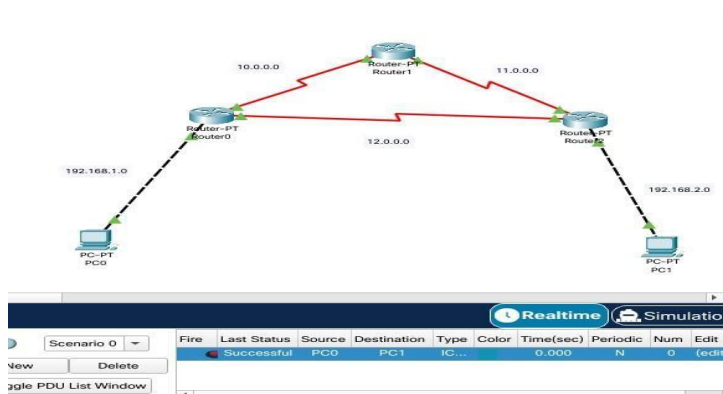 10.0.0.0
Router-PT
Router1
11.0.0.0
Router-PT
Router0
12.0.0.0
Router-PT
Router2
192.168.1.0
192.168.2.0
PC-PT
PC0
PC-PT
PC1
Realtime
Simulatio
Scenario 0
Fire Last Status Source Destination Type Color Time(sec) Periodic Num Edit
Successful PC0 PC1 IC... 0.000 N 0 (edit
New Delete
ggle PDU List Window